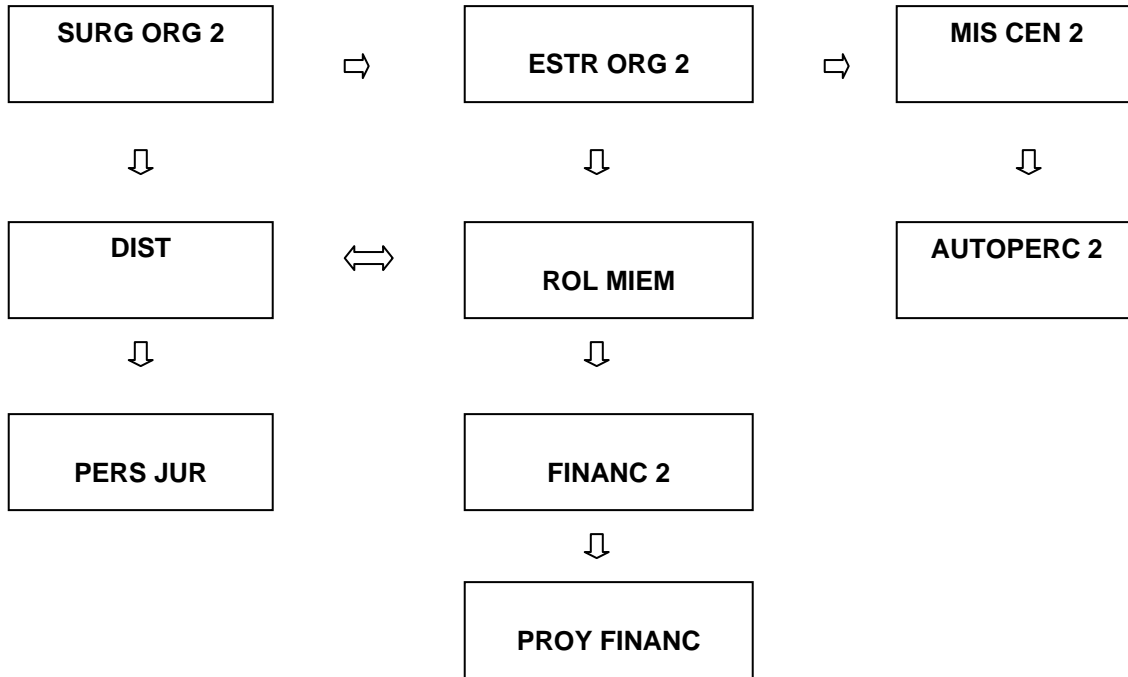 SURG ORG 2
ESTR ORG 2
MIS CEN 2
DIST
ROL MIEM
AUTOPERC 2
PERS JUR
FINANC 2
PROY FINANC